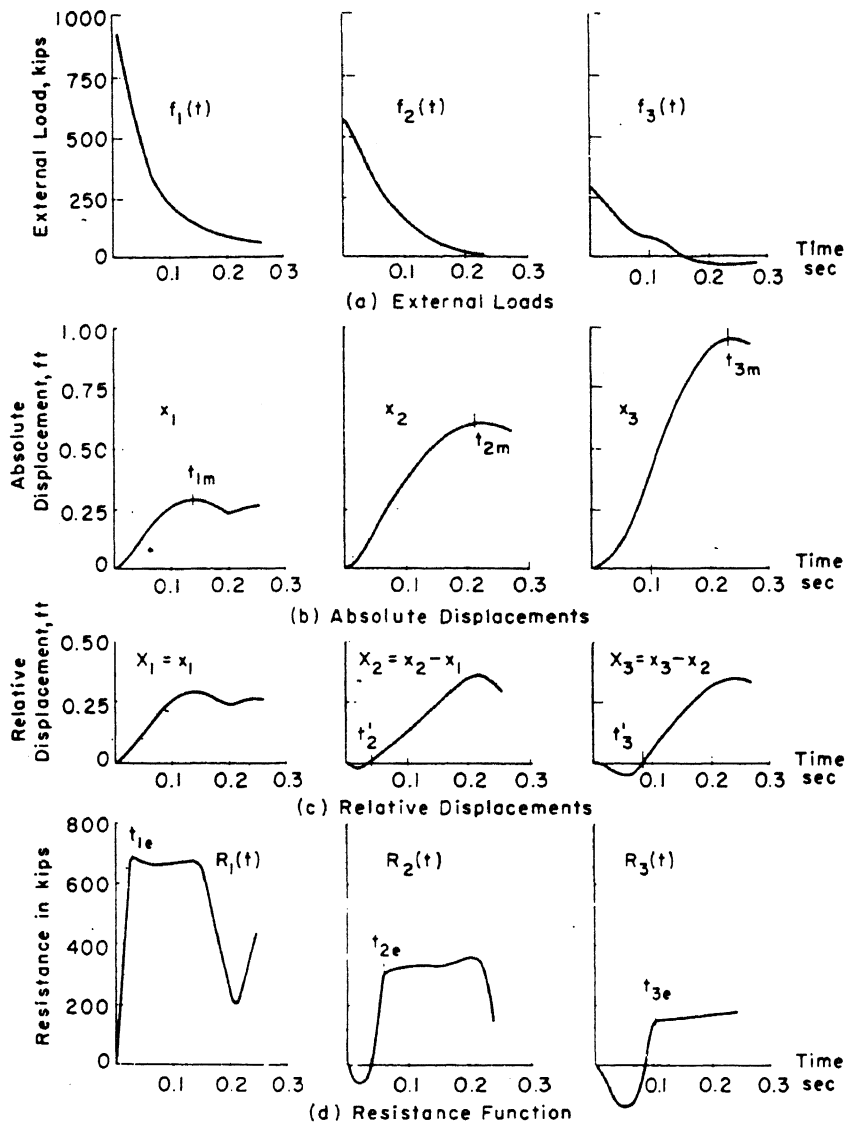 External Load, kips
1000
750
500
250
0
f₁(t)
f₂(t)
f₃(t)
0.1 0.2 0.3
0.1 0.2 0.3
0.1 0.2 0.3
Time
sec
(a) External Loads
Absolute
Displacement, ft
1.00
0.75
0.50
0.25
0
x₁
t₁ₘ
x₂
t₂ₘ
x₃
t₃ₘ
0.1 0.2 0.3
0.1 0.2 0.3
0.1 0.2 0.3
Time
sec
(b) Absolute Displacements
Relative
Displacement, ft
0.50
0.25
0
X₁ = x₁
X₂ = x₂ - x₁
X₃ = x₃ - x₂
t₂'
t₃'
0.1 0.2 0.3
0.1 0.2 0.3
0.1 0.2 0.3
Time
sec
(c) Relative Displacements
Resistance in kips
800
600
400
200
0
t₁ₑ
R₁(t)
R₂(t)
t₂ₑ
R₃(t)
t₃ₑ
0.1 0.2 0.3
0.1 0.2 0.3
0.1 0.2 0.3
Time
sec
(d) Resistance Function